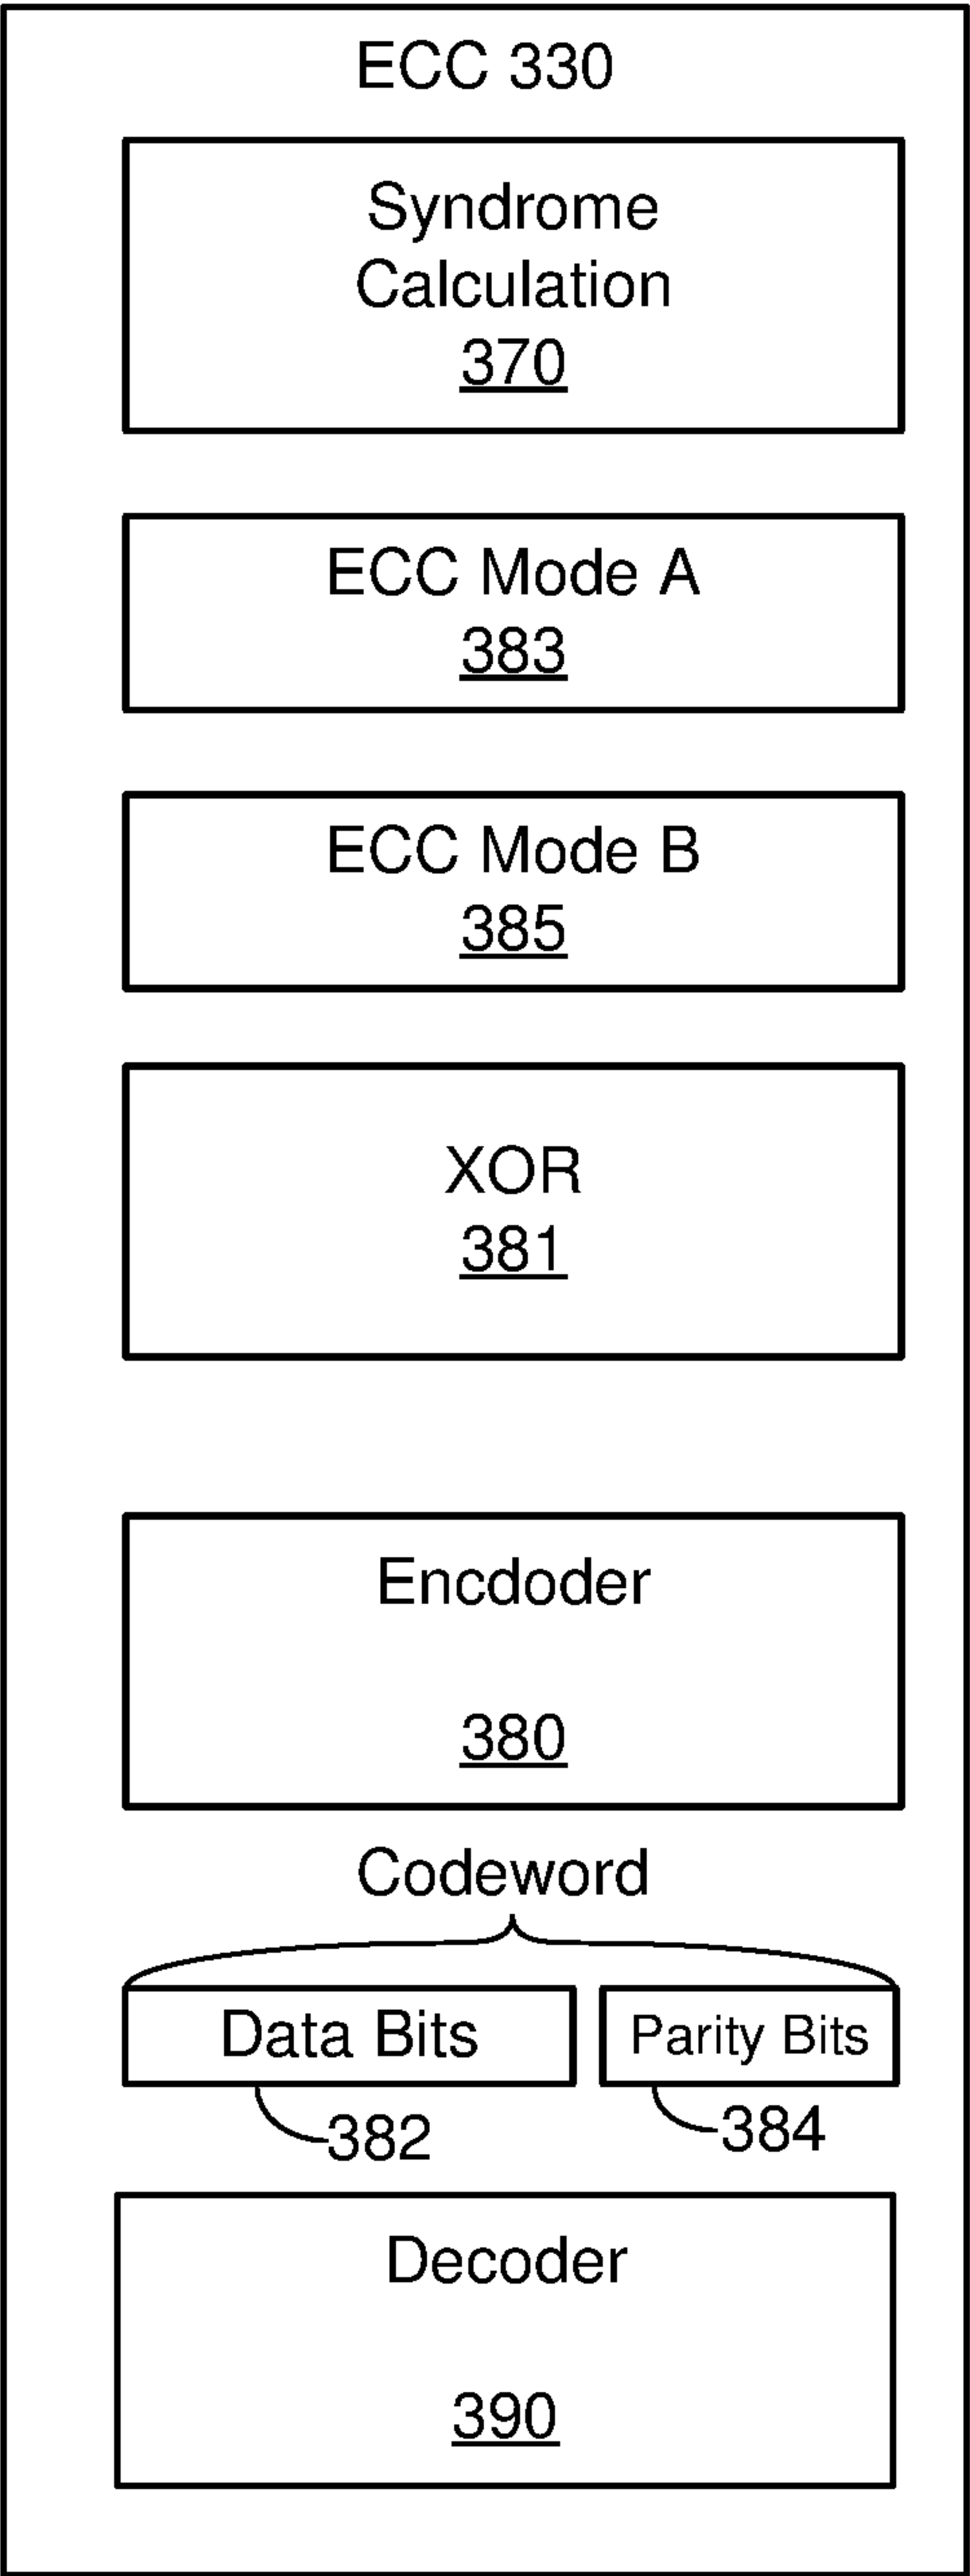 ECC 330
Syndrome
Calculation
370
ECC Mode A
383
ECC Mode B
385
XOR
381
Encdoder
380
Codeword
Data Bits
Parity Bits
382
384
Decoder
390